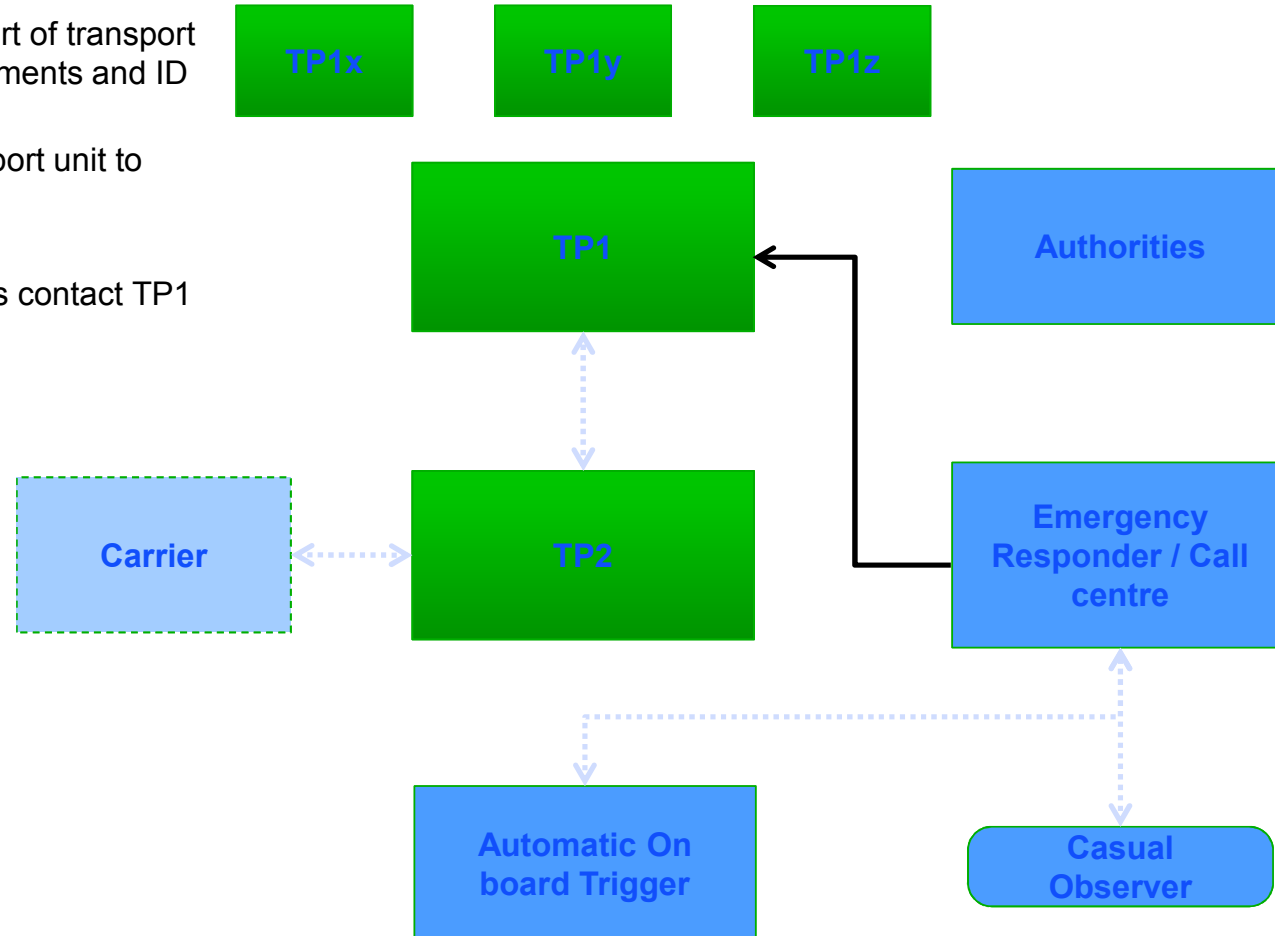 rt of transport
ments and ID
port unit to
s contact TP1
TP1x
TP1y
TP1z
TP1
Authorities
Carrier
TP2
Emergency
Responder / Call
centre
Automatic On
board Trigger
Casual
Observer